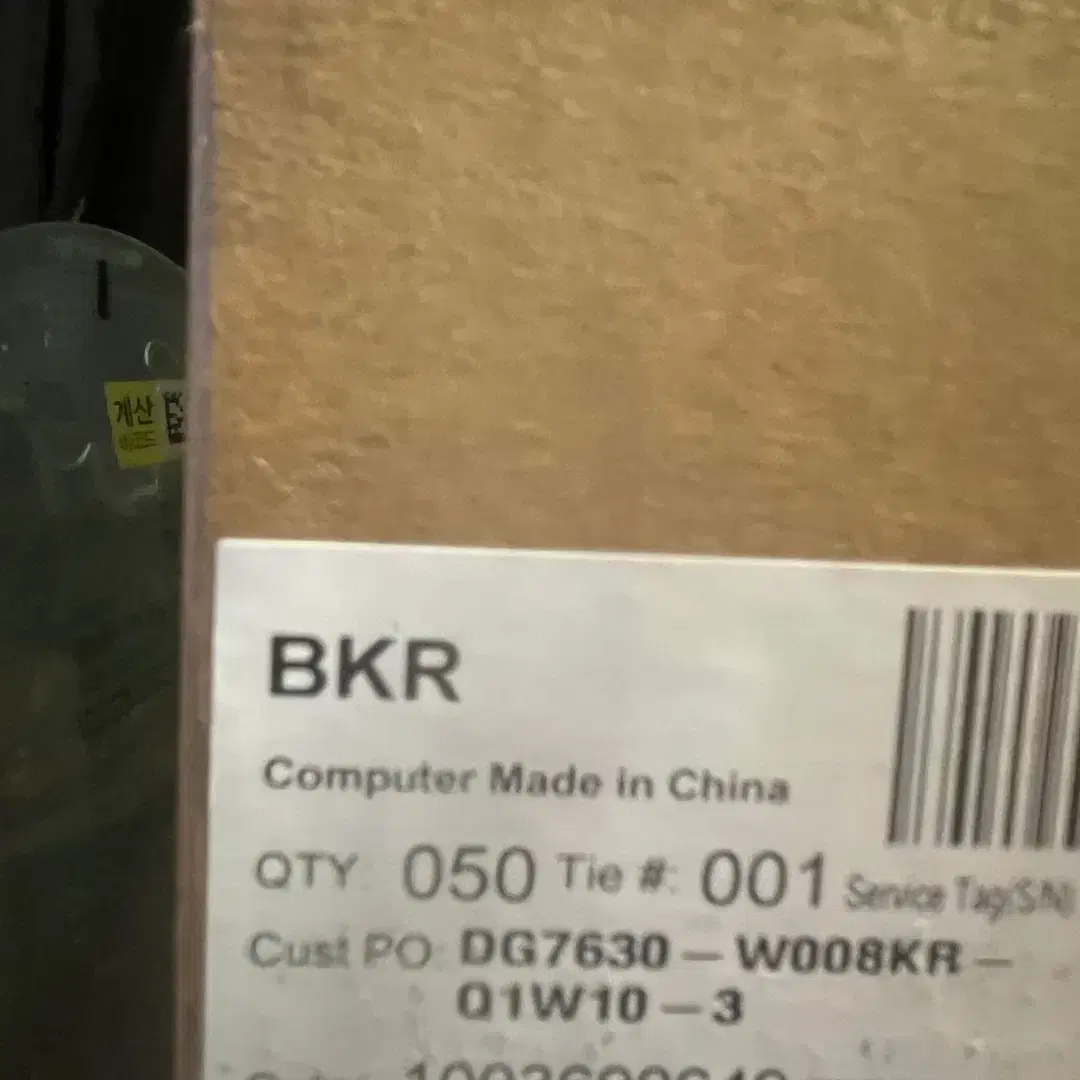 계산
BKR
Computer Made in China
QTY 050 Tie #: 001 Service Tag(S/N)
Cust PO: DG7630-W008KR-
Q1W10-3